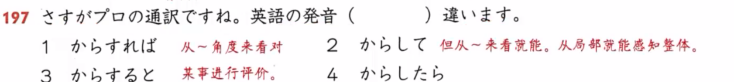 197 さすがプロの通訳ですね。英語の発音（　　　　）違います。
1 からすれば 从～角度来看对 2 からして 但从～来看就能。从局部就能感知整体。
3 からすると 某事进行评价。 4 からしたら